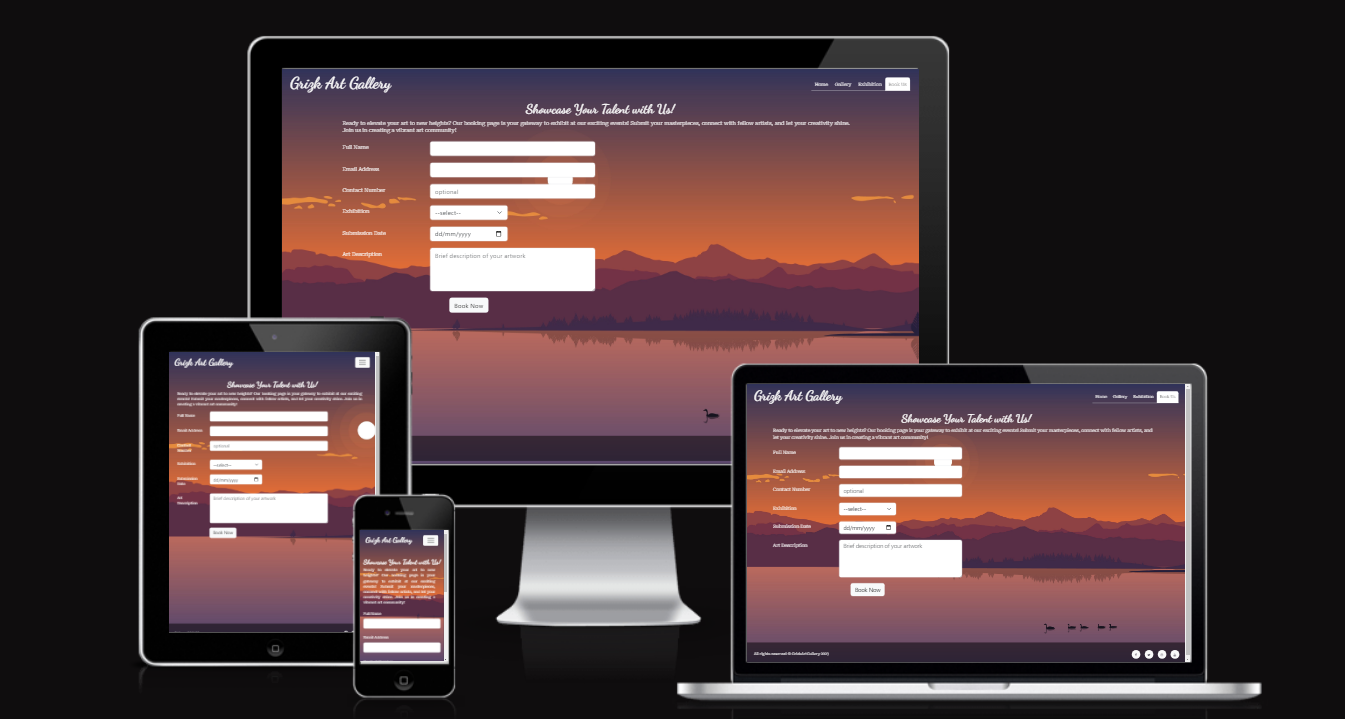 Grizk Art Gallery
Home Gallery Exhibition Book Us
Showcase Your Talent with Us!
Ready to elevate your art to new heights? Our booking page is your gateway to exhibit at our exciting events! Submit your masterpieces, connect with fellow artists, and let your creativity shine.
Join us in creating a vibrant art community!
Full Name
Email Address
Contact Number
optional
Exhibition
--select--
Submission Date
dd/mm/yyyy
Art Description
Brief description of your artwork
Book Now
Grizk Art Gallery
Showcase Your Talent with Us!
Ready to elevate your art to new heights? Our booking page is your gateway to exhibit at our exciting
events! Submit your masterpieces, connect with fellow artists, and let your creativity shine. Join us in
creating a vibrant art community!
Full Name
Email Address
Contact
Number
optional
Exhibition
--select--
Submission
Date
dd/mm/yyyy
Art
Description
Brief description of your artwork
Book Now
Grizk Art Gallery
Showcase Your Talent with Us!
Ready to elevate your art to new
heights? Our booking page is your
gateway to exhibit at our exciting
events! Submit your masterpieces,
connect with fellow artists, and let your
creativity shine. Join us in creating a
vibrant art community!
Full Name
Email Address
Grizk Art Gallery
Home Gallery Exhibition Book Us
Showcase Your Talent with Us!
Ready to elevate your art to new heights? Our booking page is your gateway to exhibit at our exciting events! Submit your masterpieces, connect with fellow artists, and
let your creativity shine. Join us in creating a vibrant art community!
Full Name
Email Address
Contact Number
optional
Exhibition
--select--
Submission Date
dd/mm/yyyy
Art Description
Brief description of your artwork
Book Now
All rights reserved © GrizkArtGallery 2023